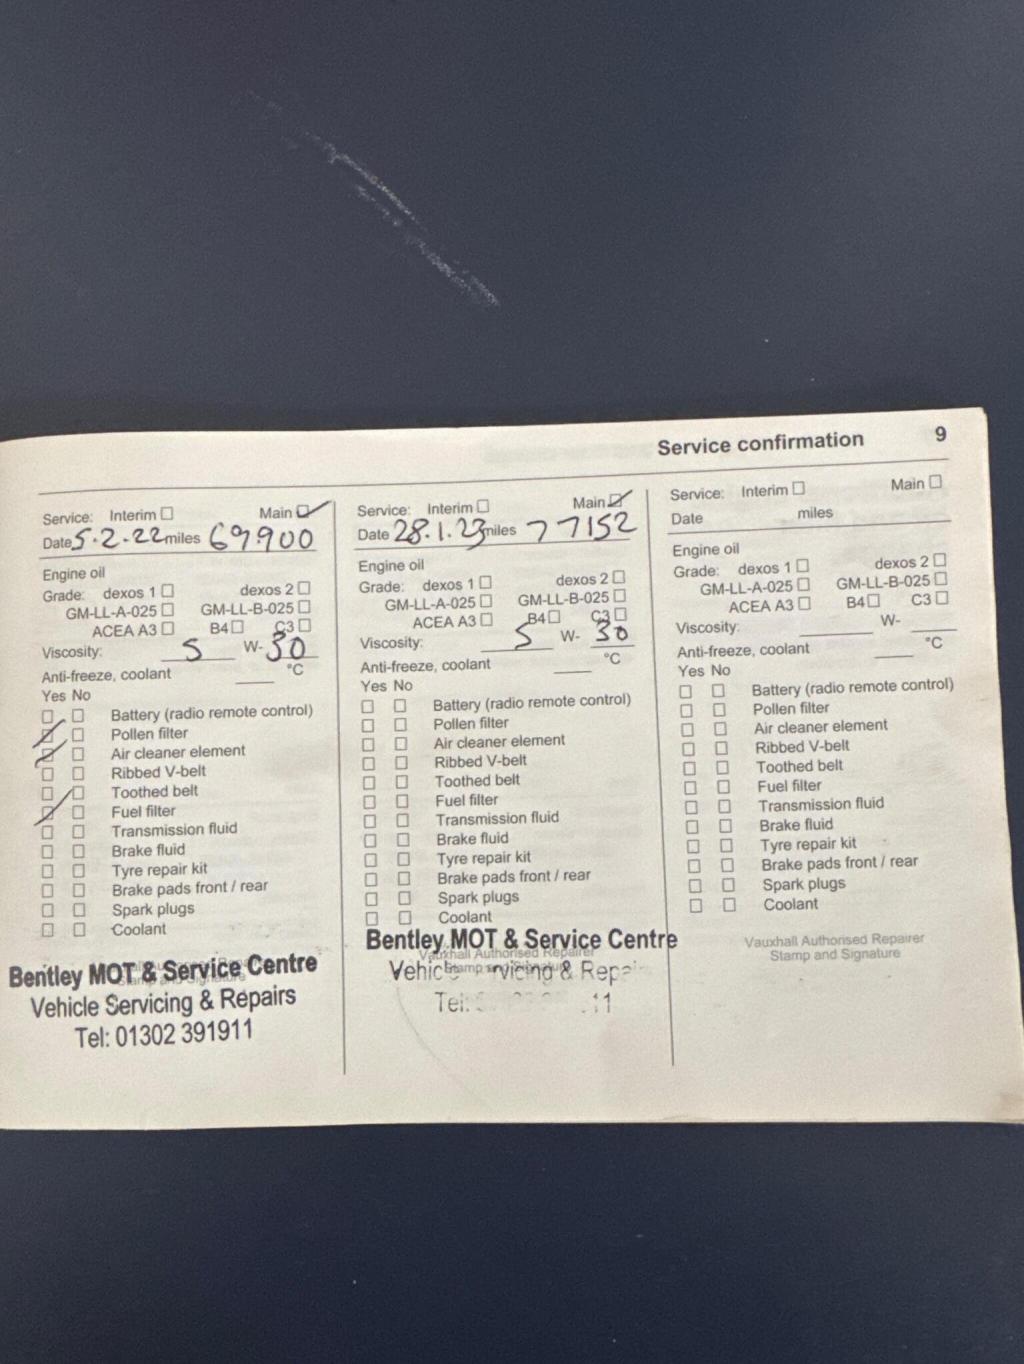 Service confirmation 9
Service: Interim ☐ Main ☑
Date 5.2.22 miles 69900
Engine oil
Grade: dexos 1 ☐ dexos 2 ☐
GM-LL-A-025 ☐ GM-LL-B-025 ☐
ACEA A3 ☐ B4 ☐ C3 ☐
Viscosity: 5 W- 30
Anti-freeze, coolant ____ °C
Yes No
☐ ☐ Battery (radio remote control)
☑ ☐ Pollen filter
☑ ☐ Air cleaner element
☐ ☐ Ribbed V-belt
☐ ☐ Toothed belt
☑ ☐ Fuel filter
☐ ☐ Transmission fluid
☐ ☐ Brake fluid
☐ ☐ Tyre repair kit
☐ ☐ Brake pads front / rear
☐ ☐ Spark plugs
☐ ☐ Coolant
Bentley MOT & Service Centre
Vehicle Servicing & Repairs
Tel: 01302 391911
Service: Interim ☐ Main ☑
Date 28.1.23 miles 77152
Engine oil
Grade: dexos 1 ☐ dexos 2 ☐
GM-LL-A-025 ☐ GM-LL-B-025 ☐
ACEA A3 ☐ B4 ☐ C3 ☐
Viscosity: 5 W- 30
Anti-freeze, coolant ____ °C
Yes No
☐ ☐ Battery (radio remote control)
☐ ☐ Pollen filter
☐ ☐ Air cleaner element
☐ ☐ Ribbed V-belt
☐ ☐ Toothed belt
☐ ☐ Fuel filter
☐ ☐ Transmission fluid
☐ ☐ Brake fluid
☐ ☐ Tyre repair kit
☐ ☐ Brake pads front / rear
☐ ☐ Spark plugs
☐ ☐ Coolant
Bentley MOT & Service Centre
Vauxhall Authorised Repairer
& 
Tel:
Service: Interim ☐ Main ☐
Date miles
Engine oil
Grade: dexos 1 ☐ dexos 2 ☐
GM-LL-A-025 ☐ GM-LL-B-025 ☐
ACEA A3 ☐ B4 ☐ C3 ☐
Viscosity: ____ W- ____
Anti-freeze, coolant ____ °C
Yes No
☐ ☐ Battery (radio remote control)
☐ ☐ Pollen filter
☐ ☐ Air cleaner element
☐ ☐ Ribbed V-belt
☐ ☐ Toothed belt
☐ ☐ Fuel filter
☐ ☐ Transmission fluid
☐ ☐ Brake fluid
☐ ☐ Tyre repair kit
☐ ☐ Brake pads front / rear
☐ ☐ Spark plugs
☐ ☐ Coolant
Vauxhall Authorised Repairer
Stamp and Signature